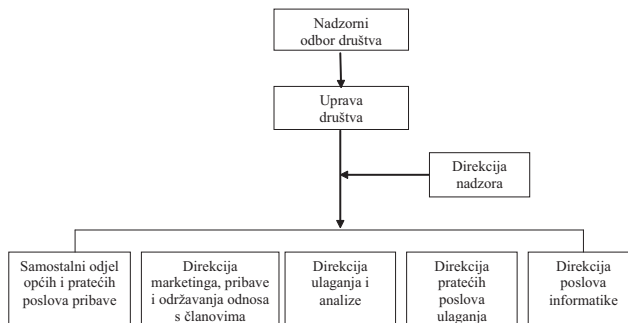 Nadzorni
odbor društva
Uprava
društva
Direkcija
nadzora
Samostalni odjel
općih i pratećih
poslova pribave
Direkcija
marketinga, pribave
i održavanja odnosa
s članovima
Direkcija
ulaganja i
analize
Direkcija
pratećih
poslova
ulaganja
Direkcija
poslova
informatike